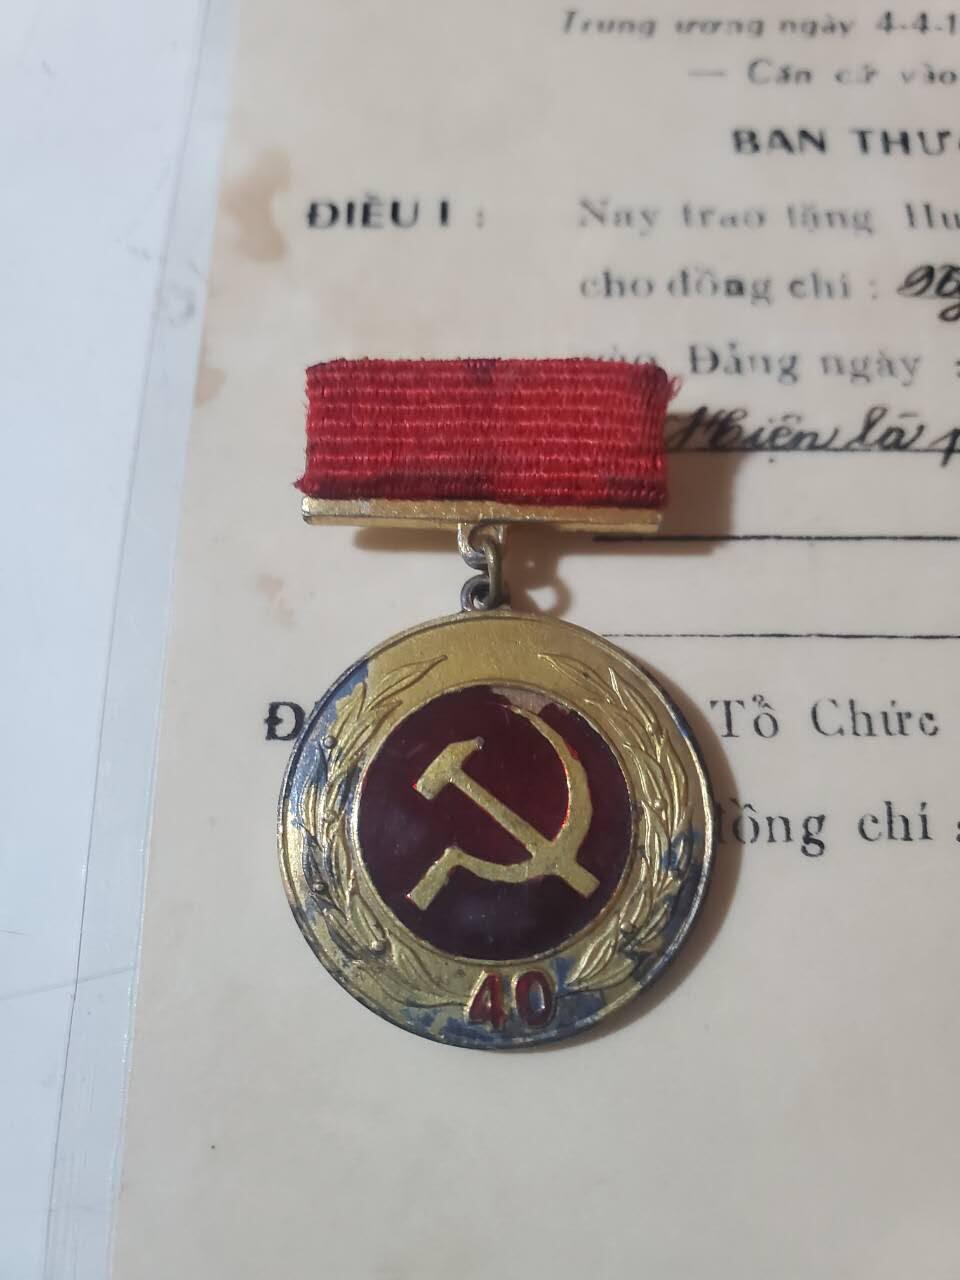 Trung ương ngày 4-4-1
— Căn cứ vào
BAN THƯ
ĐIỀU I : Nay trao tặng Hu
cho đồng chí :
vào Đảng ngày :
Hiện là p
Tổ Chức
đồng chí
40